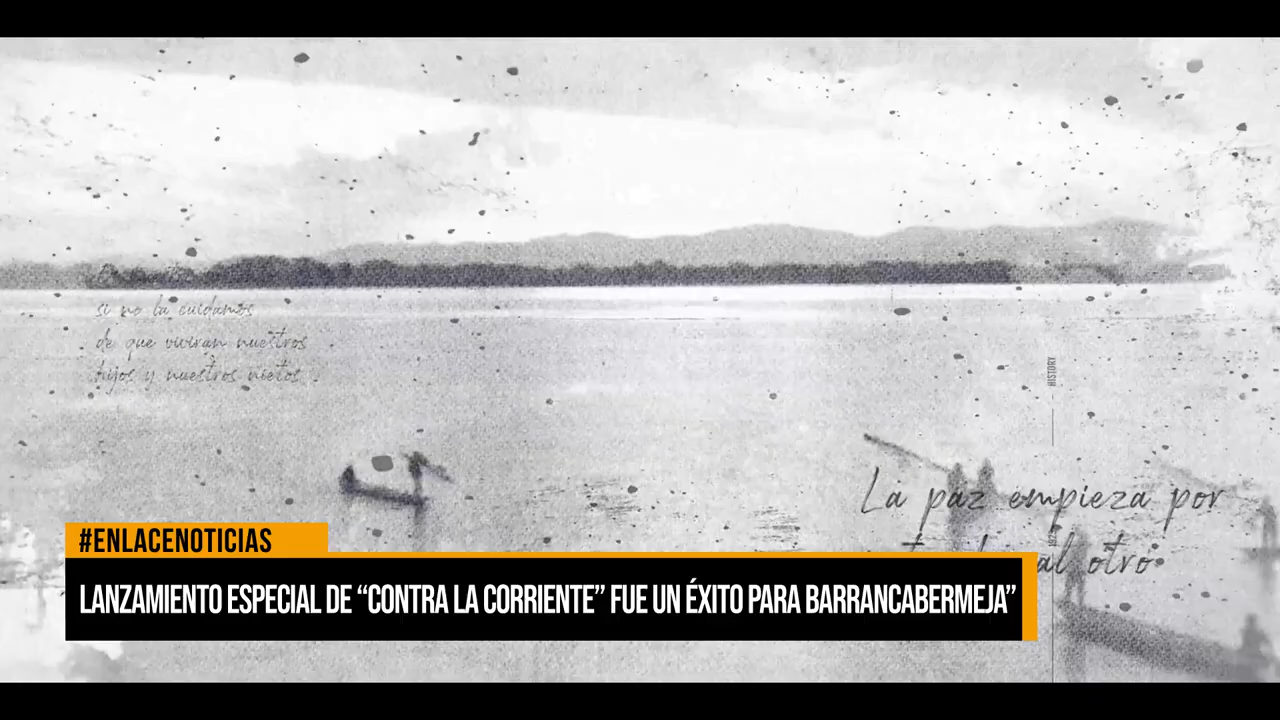 si no la cuidamos
de que vivirán nuestros
hijos y nuestros nietos
HISTORY
La paz empieza por
al otro
#ENLACENOTICIAS
LANZAMIENTO ESPECIAL DE “CONTRA LA CORRIENTE” FUE UN ÉXITO PARA BARRANCABERMEJA”